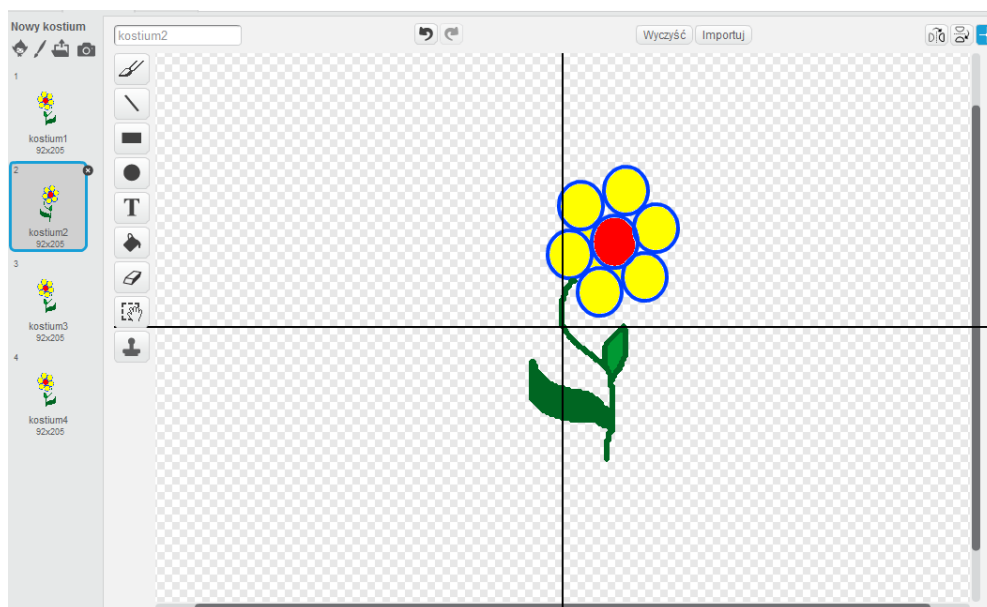 Nowy kostium
kostium2
Wyczyść Importuj
1
kostium1
92x205
2
kostium2
92x205
3
kostium3
92x205
4
kostium4
92x205
T